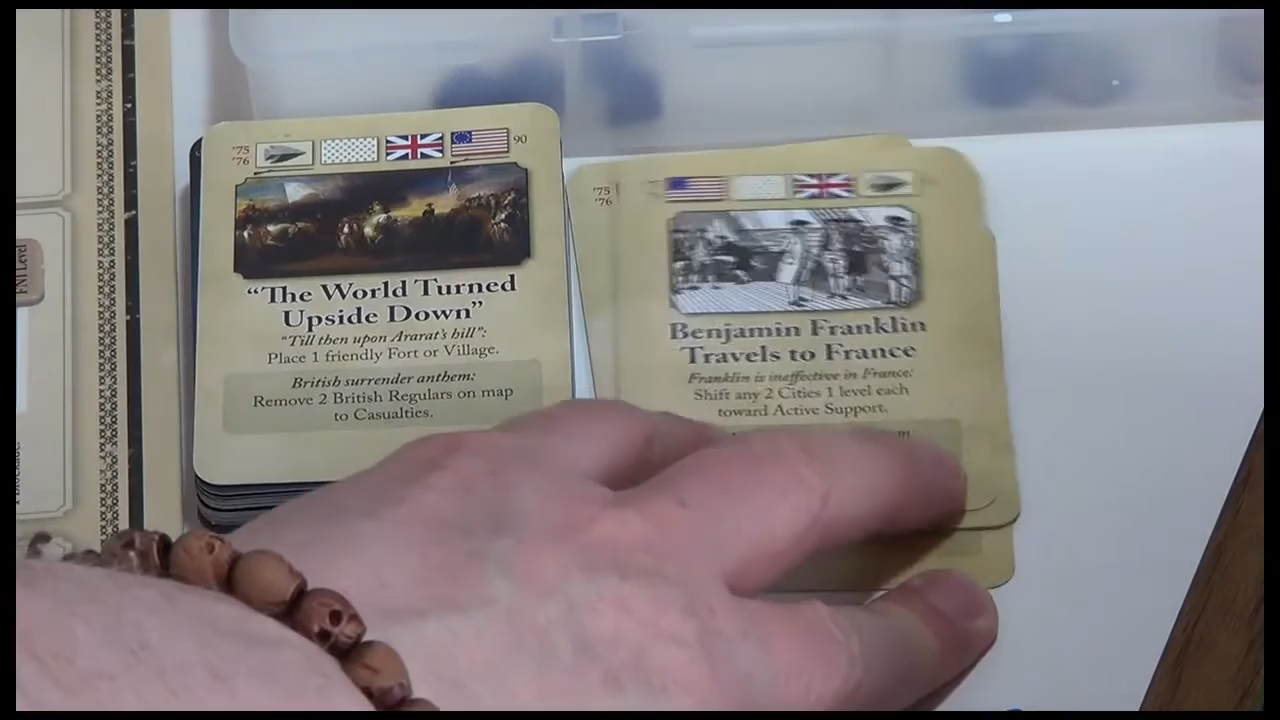 FNI Level
'75
'76
90
“The World Turned
Upside Down”
“Till then upon Ararat's hill”:
Place 1 friendly Fort or Village.
British surrender anthem:
Remove 2 British Regulars on map
to Casualties.
'75
'76
Benjamin Franklin
Travels to France
Franklin is ineffective in France:
Shift any 2 Cities 1 level each
toward Active Support.